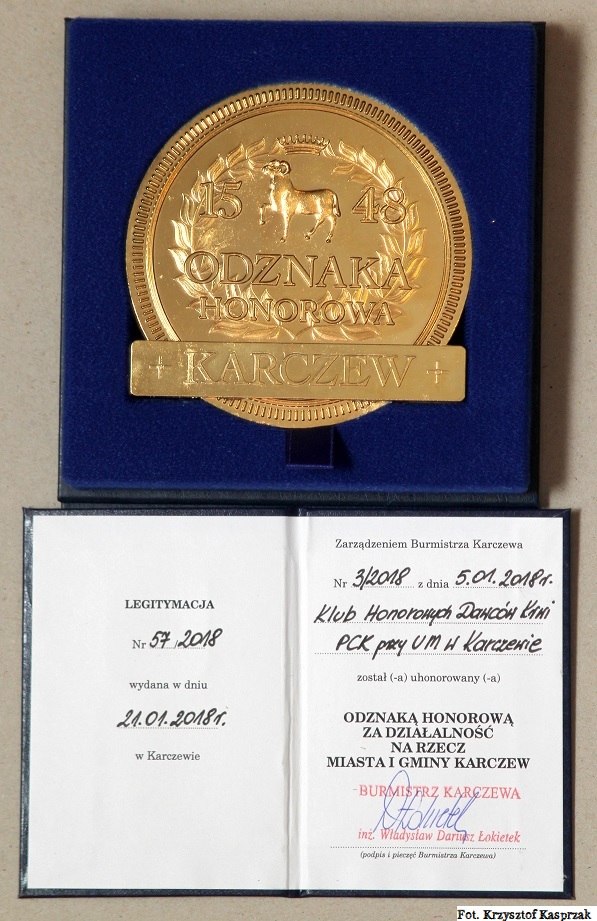 15 48
ODZNAKA
HONOROWA
+ KARCZEW +
LEGITYMACJA
Nr 57/2018
wydana w dniu
21.01.2018r.
w Karczewie
Zarządzeniem Burmistrza Karczewa
Nr 3/2018 z dnia 5.01.2018r.
Klub Honorowych Dawców Krwi
PCK przy UM w Karczewie
został (-a) uhonorowany (-a)
ODZNAKĄ HONOROWĄ
ZA DZIAŁALNOŚĆ
NA RZECZ
MIASTA I GMINY KARCZEW
BURMISTRZ KARCZEWA
inż. Władysław Dariusz Łokietek
(podpis i pieczęć Burmistrza Karczewa)
Fot. Krzysztof Kasprzak